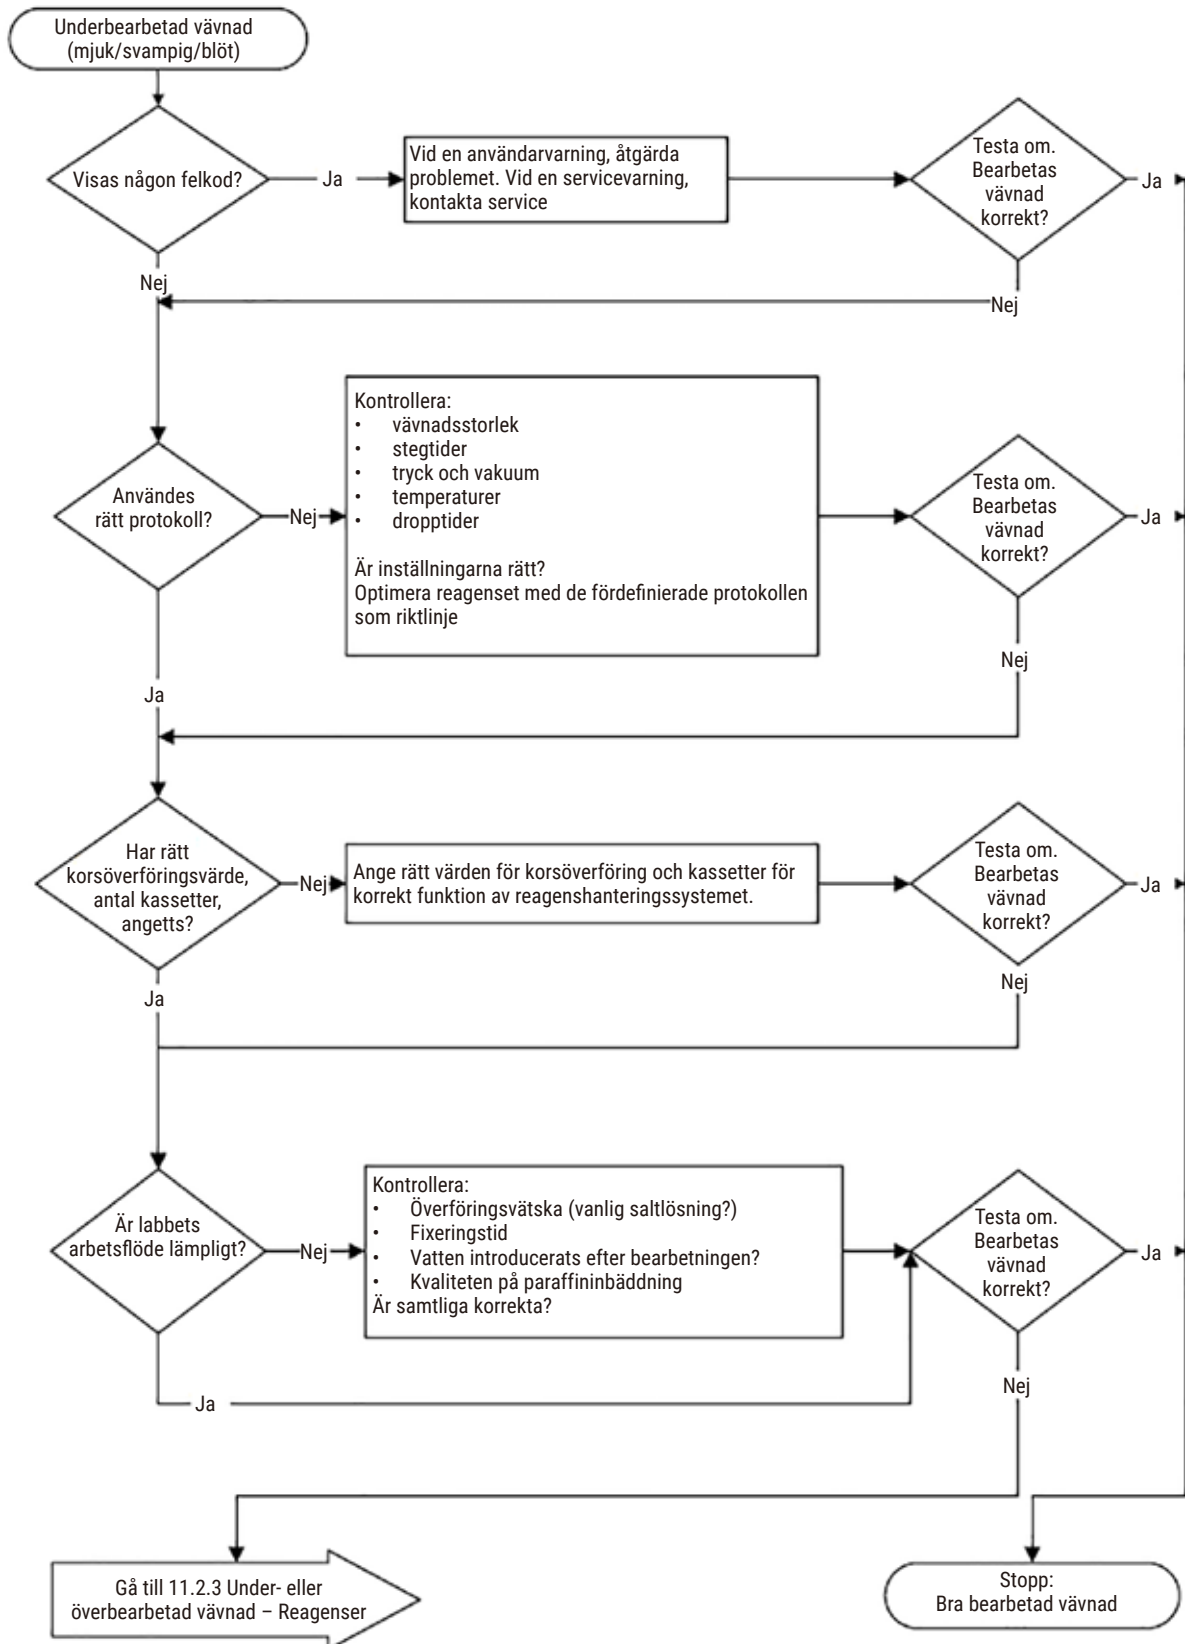 Underbearbetad vävnad
(mjuk/svampig/blöt)
Visas någon felkod?
Ja
Vid en användarvarning, åtgärda
problemet. Vid en servicevarning,
kontakta service
Testa om.
Bearbetas
vävnad
korrekt?
Ja
Nej
Nej
Användes
rätt protokoll?
Nej
Kontrollera:
• vävnadsstorlek
• stegtider
• tryck och vakuum
• temperaturer
• dropptider
Är inställningarna rätt?
Optimera reagenset med de fördefinierade protokollen
som riktlinje
Testa om.
Bearbetas
vävnad
korrekt?
Ja
Nej
Ja
Har rätt
korsöverföringsvärde,
antal kassetter,
angetts?
Nej
Ange rätt värden för korsöverföring och kassetter för
korrekt funktion av reagenshanteringssystemet.
Testa om.
Bearbetas
vävnad
korrekt?
Ja
Nej
Ja
Är labbets
arbetsflöde lämpligt?
Nej
Kontrollera:
• Överföringsvätska (vanlig saltlösning?)
• Fixeringstid
• Vatten introducerats efter bearbetningen?
• Kvaliteten på paraffininbäddning
Är samtliga korrekta?
Testa om.
Bearbetas
vävnad
korrekt?
Ja
Nej
Ja
Gå till 11.2.3 Under- eller
överbearbetad vävnad – Reagenser
Stopp:
Bra bearbetad vävnad